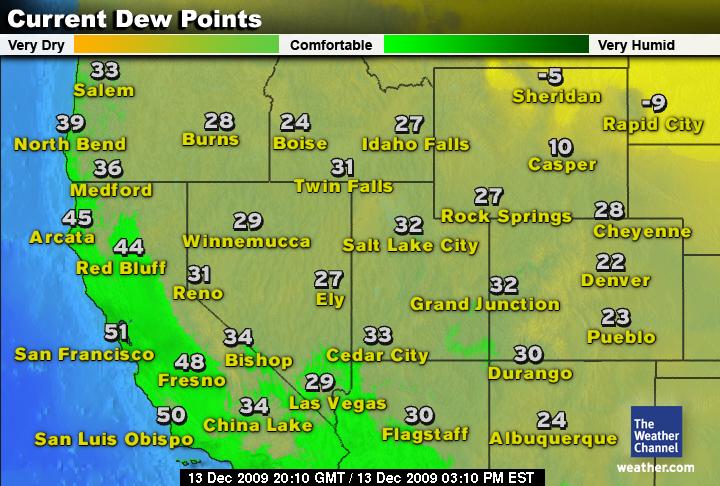 Current Dew Points
Very Dry Comfortable Very Humid
33
Salem
-5
Sheridan
-9
Rapid City
39
North Bend
28
Burns
24
Boise
27
Idaho Falls
10
Casper
36
Medford
31
Twin Falls
27
Rock Springs
28
Cheyenne
45
Arcata
44
Red Bluff
29
Winnemucca
32
Salt Lake City
31
Reno
27
Ely
32
Grand Junction
22
Denver
23
Pueblo
51
San Francisco
34
Bishop
33
Cedar City
30
Durango
48
Fresno
29
Las Vegas
50
San Luis Obispo
34
China Lake
30
Flagstaff
24
Albuquerque
The
Weather
Channel
weather.com
13 Dec 2009 20:10 GMT / 13 Dec 2009 03:10 PM EST